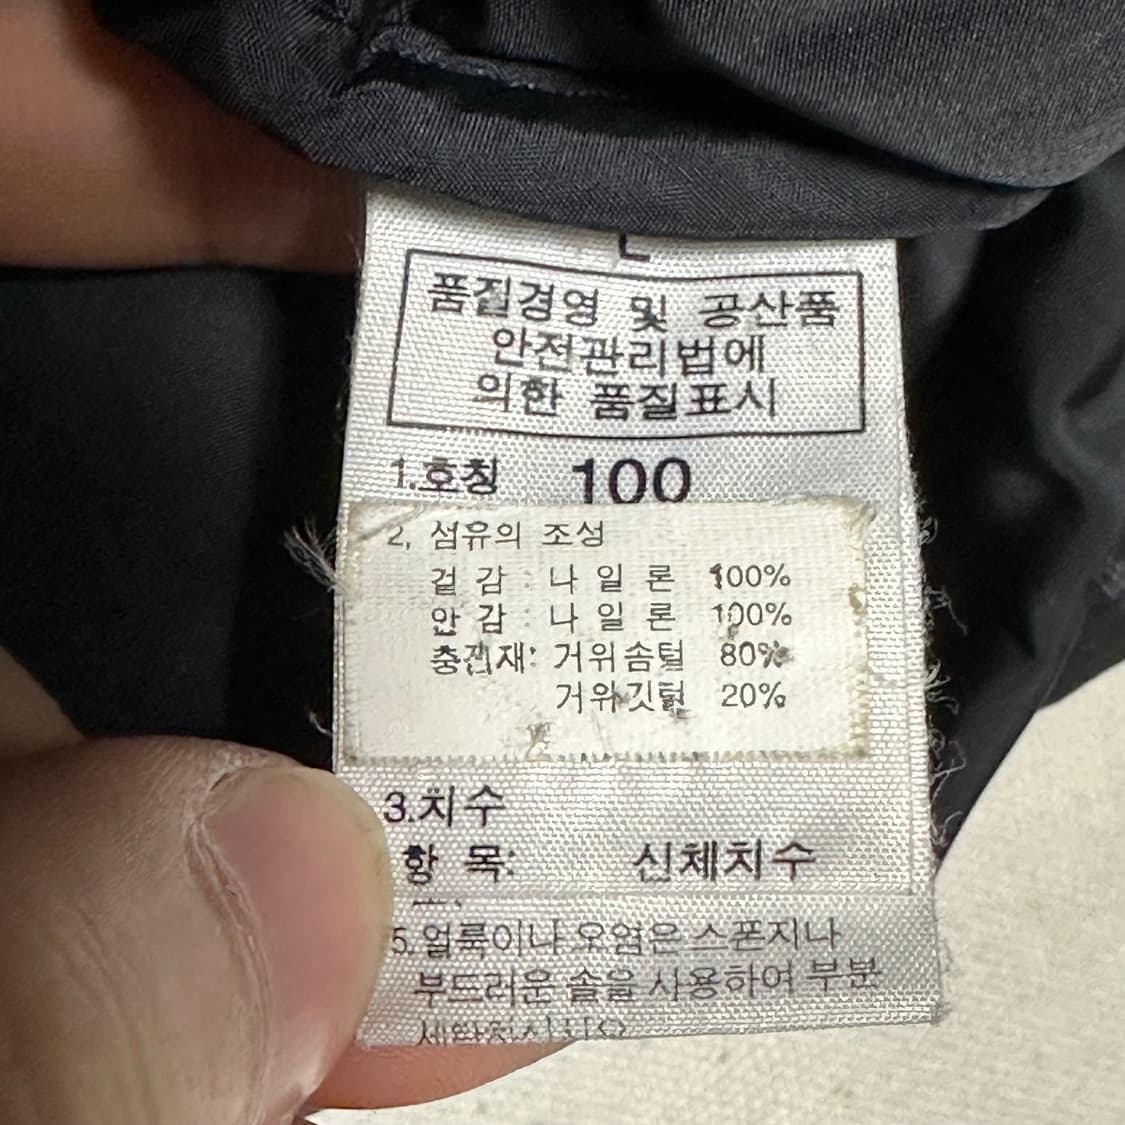 L
품질경영 및 공산품
안전관리법에
의한 품질표시
1.호칭 100
2, 섬유의 조성
겉 감 : 나 일 론 100%
안 감 : 나 일 론 100%
충전재: 거위솜털 80%
거위깃털 20%
3.치수
항 목: 신체치수
5.얼룩이나 오염은 스폰지나
부드러운 솔을 사용하여 부분